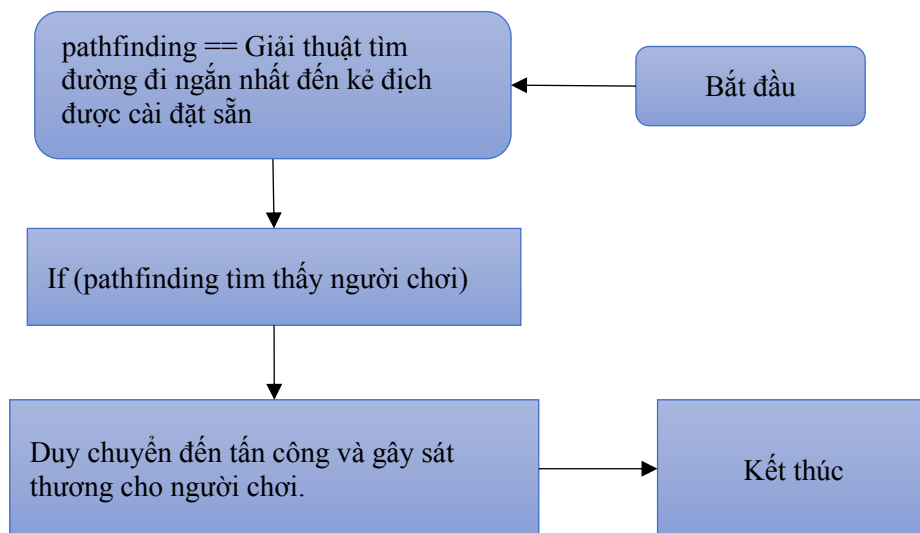 pathfinding == Giải thuật tìm
đường đi ngắn nhất đến kẻ địch
được cài đặt sẵn
Bắt đầu
If (pathfinding tìm thấy người chơi)
Duy chuyển đến tấn công và gây sát
thương cho người chơi.
Kết thúc